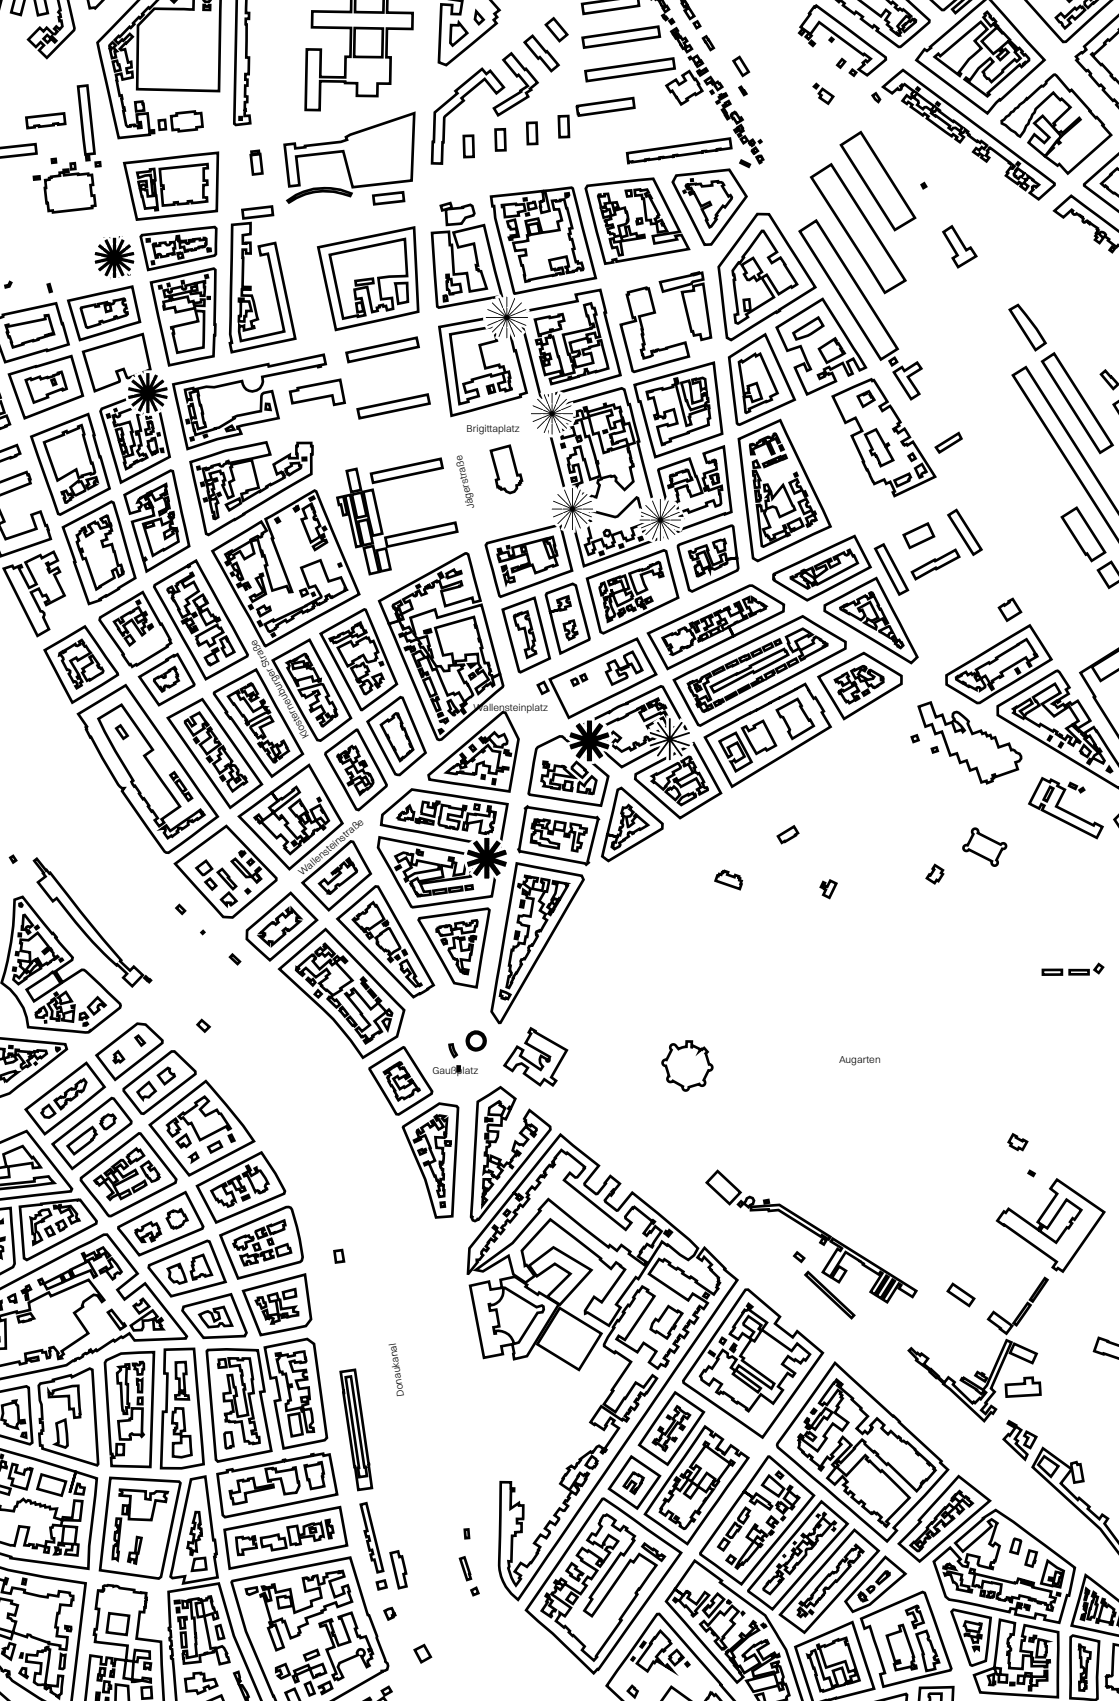 Brigittaplatz
Jägerstraße
Klosterneuburger Straße
Wallensteinplatz
Wallensteinstraße
Gaußplatz
Augarten
Donaukanal